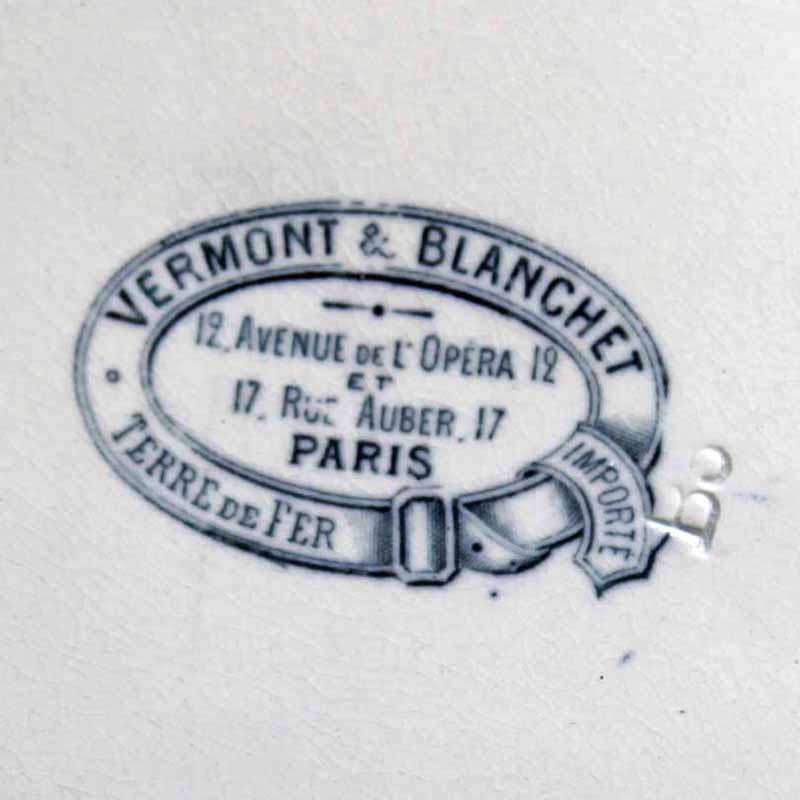 VERMONT & BLANCHET
12, AVENUE DE L'OPÉRA 12
ET
17, RUE AUBER, 17
PARIS
TERRE DE FER
IMPORTÉ